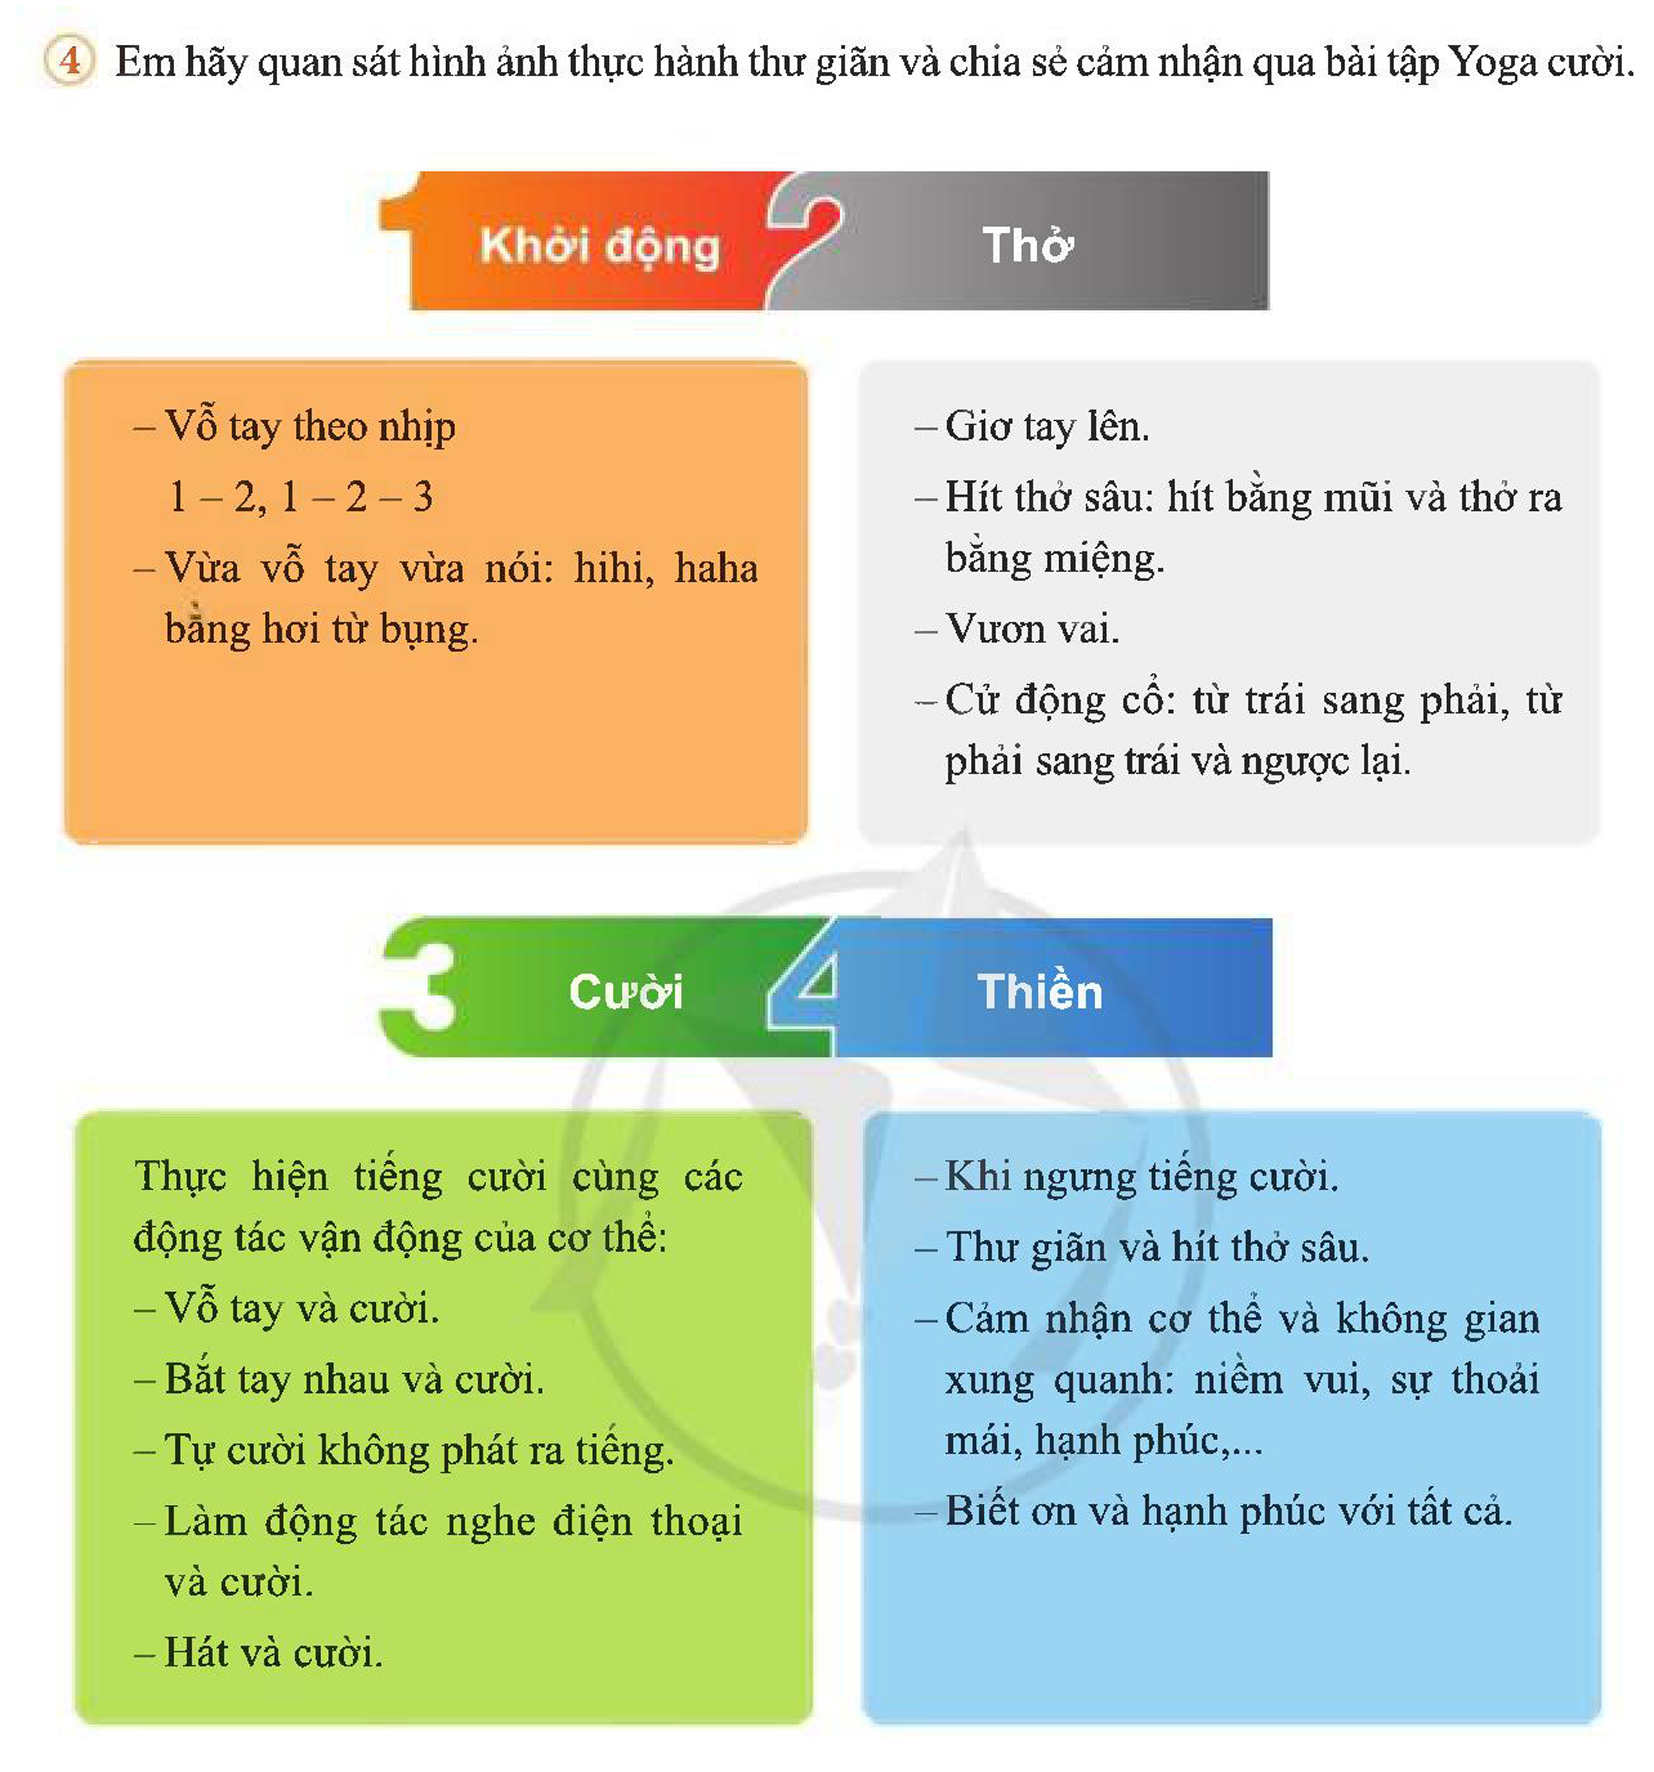 4 Em hãy quan sát hình ảnh thực hành thư giãn và chia sẻ cảm nhận qua bài tập Yoga cười.
1 Khởi động
2 Thở
– Vỗ tay theo nhịp
1 – 2, 1 – 2 – 3
– Vừa vỗ tay vừa nói: hihi, haha
bằng hơi từ bụng.
– Giơ tay lên.
– Hít thở sâu: hít bằng mũi và thở ra
bằng miệng.
– Vươn vai.
– Cử động cổ: từ trái sang phải, từ
phải sang trái và ngược lại.
3 Cười
4 Thiền
Thực hiện tiếng cười cùng các
động tác vận động của cơ thể:
– Vỗ tay và cười.
– Bắt tay nhau và cười.
– Tự cười không phát ra tiếng.
– Làm động tác nghe điện thoại
và cười.
– Hát và cười.
– Khi ngưng tiếng cười.
– Thư giãn và hít thở sâu.
– Cảm nhận cơ thể và không gian
xung quanh: niềm vui, sự thoải
mái, hạnh phúc,...
– Biết ơn và hạnh phúc với tất cả.